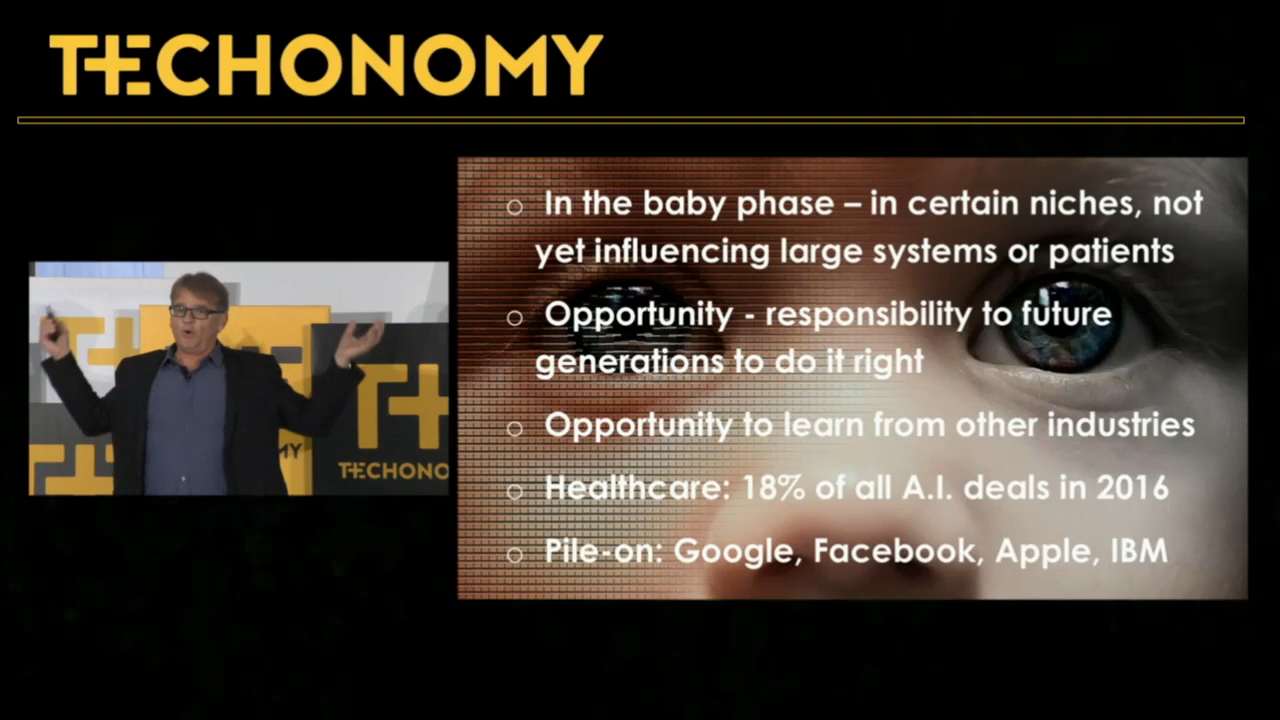 TECHONOMY
In the baby phase – in certain niches, not
yet influencing large systems or patients
Opportunity - responsibility to future
generations to do it right
Opportunity to learn from other industries
Healthcare: 18% of all A.I. deals in 2016
Pile-on: Google, Facebook, Apple, IBM
MY
TECHONO